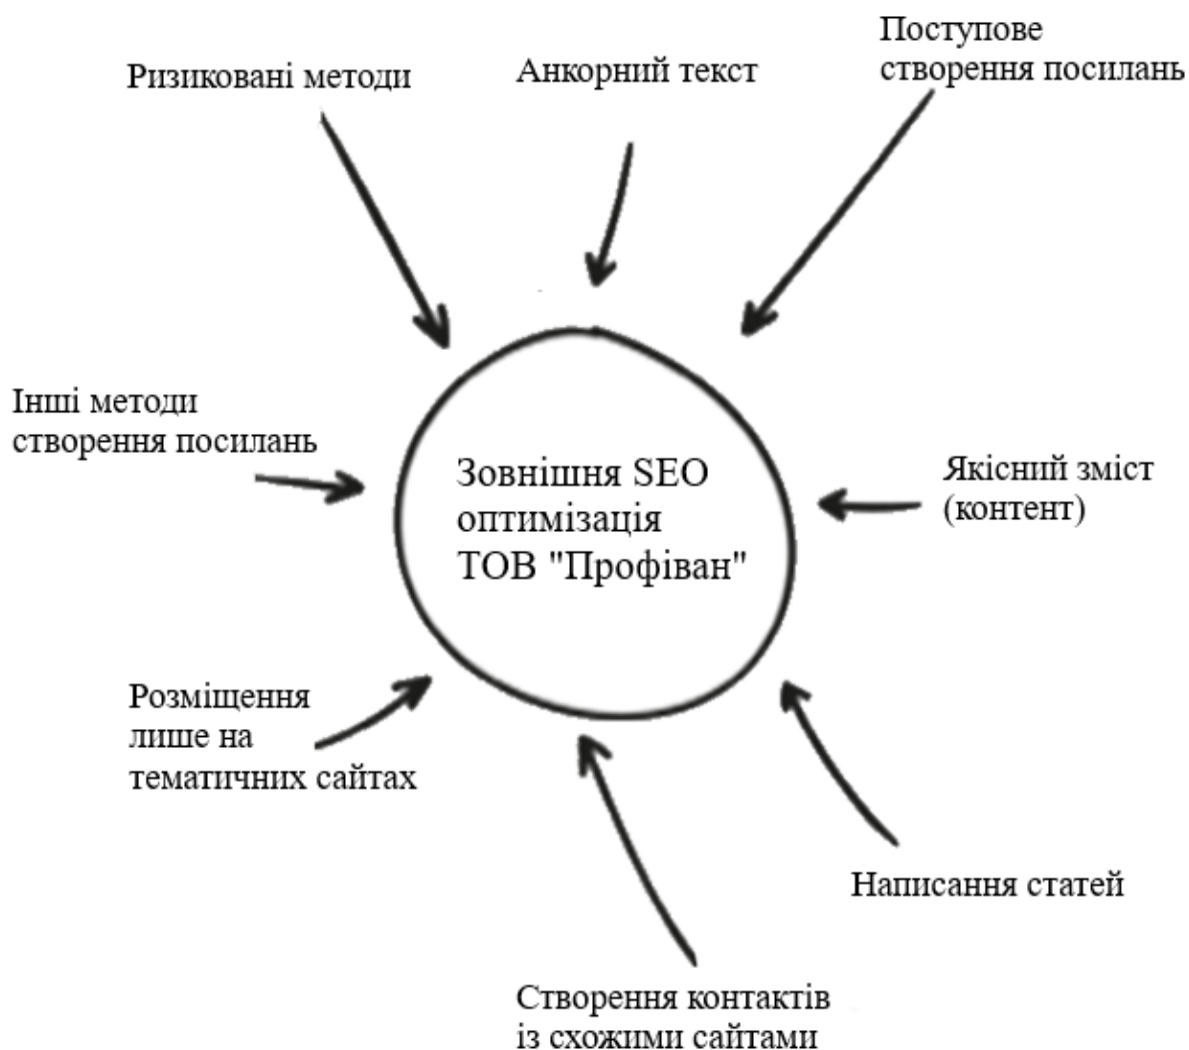 Ризиковані методи
Анкорний текст
Поступове
створення посилань
Інші методи
створення посилань
Зовнішня SEO
оптимізація
ТОВ "Профіван"
Якісний зміст
(контент)
Розміщення
лише на
тематичних сайтах
Написання статей
Створення контактів
із схожими сайтами